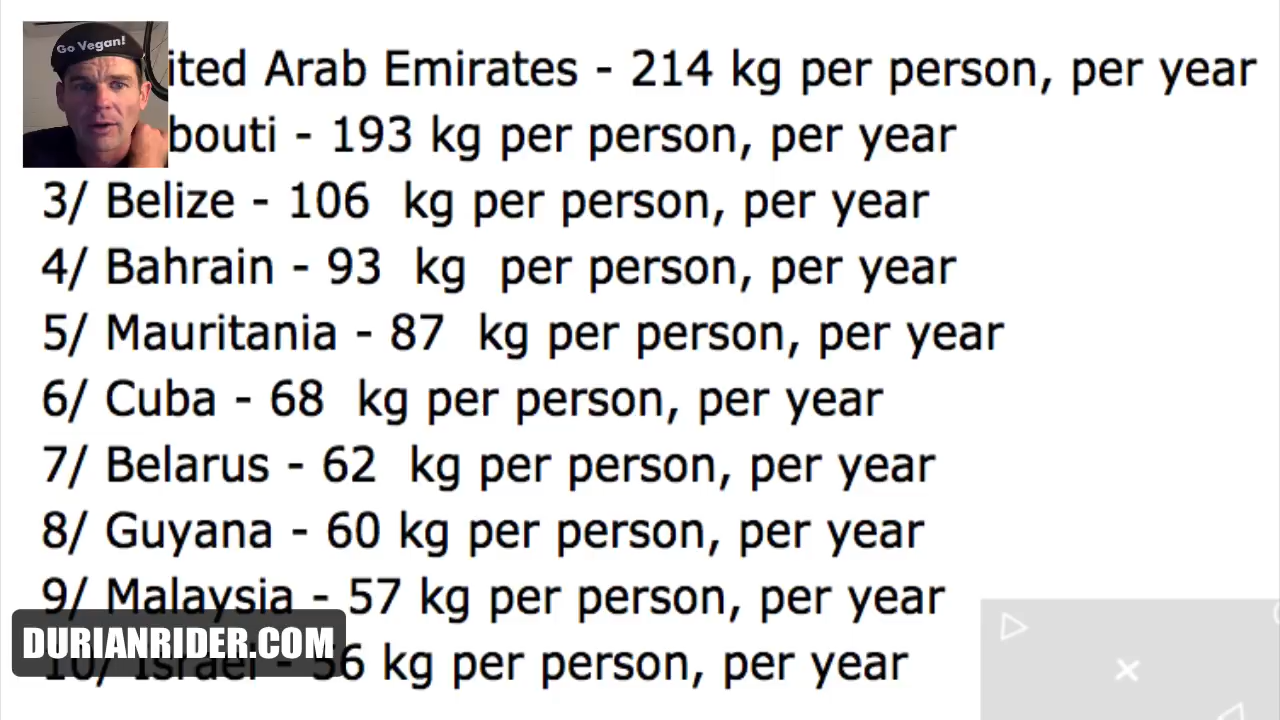 Go Vegan!
ited Arab Emirates - 214 kg per person, per year
bouti - 193 kg per person, per year
3/ Belize - 106 kg per person, per year
4/ Bahrain - 93 kg per person, per year
5/ Mauritania - 87 kg per person, per year
6/ Cuba - 68 kg per person, per year
7/ Belarus - 62 kg per person, per year
8/ Guyana - 60 kg per person, per year
9/ Malaysia - 57 kg per person, per year
DURIANRIDER.COM
10/ Israel - 56 kg per person, per year